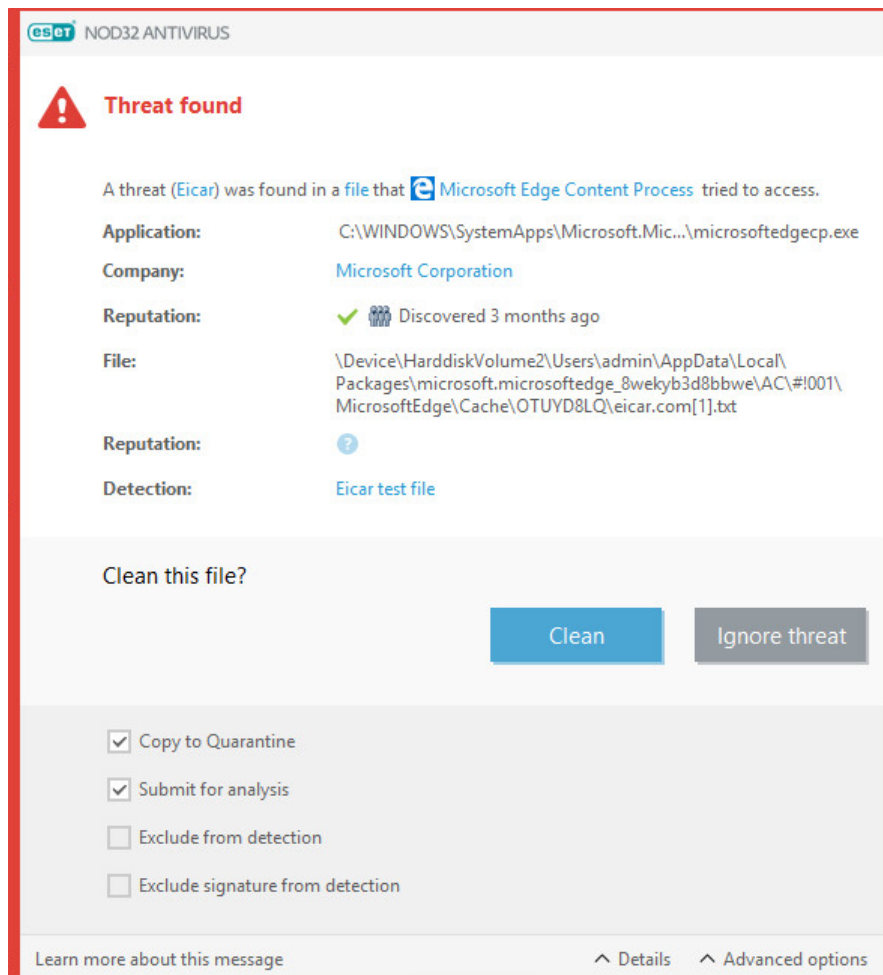 eset NOD32 ANTIVIRUS
Threat found
A threat (Eicar) was found in a file that Microsoft Edge Content Process tried to access.
Application: C:\WINDOWS\SystemApps\Microsoft.Mic...\microsoftedgecp.exe
Company: Microsoft Corporation
Reputation: Discovered 3 months ago
File: \Device\HarddiskVolume2\Users\admin\AppData\Local\
Packages\microsoft.microsoftedge_8wekyb3d8bbwe\AC\#!001\
MicrosoftEdge\Cache\OTUYD8LQ\eicar.com[1].txt
Reputation: ?
Detection: Eicar test file
Clean this file?
Clean Ignore threat
Copy to Quarantine
Submit for analysis
Exclude from detection
Exclude signature from detection
Learn more about this message Details Advanced options